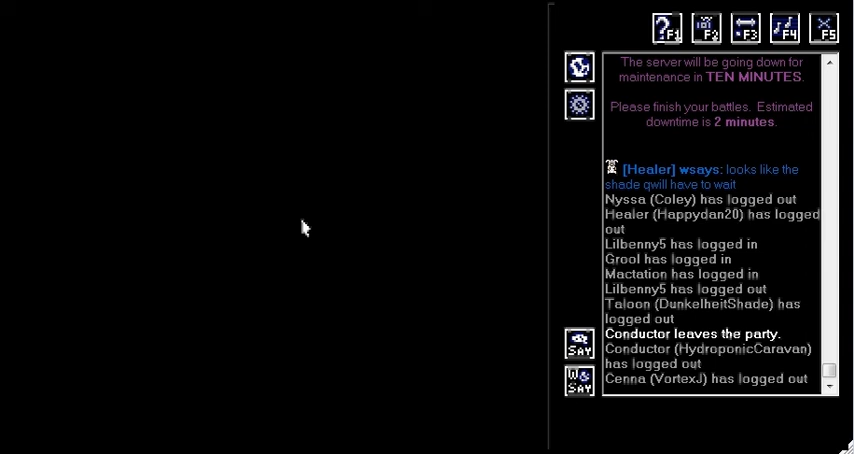 F1 F2 F3 F4 F5
The server will be going down for
maintenance in TEN MINUTES.
Please finish your battles. Estimated
downtime is 2 minutes.
[Healer] wsays: looks like the
shade qwill have to wait
Nyssa (Coley) has logged out
Healer (Happydan20) has logged
out
Lilbenny5 has logged in
Grool has logged in
Mactation has logged in
Lilbenny5 has logged out
Taloon (DunkelheitShade) has
logged out
Conductor leaves the party.
Conductor (HydroponicCaravan)
has logged out
Cenna (VortexJ) has logged out
SAY
W&
SAY